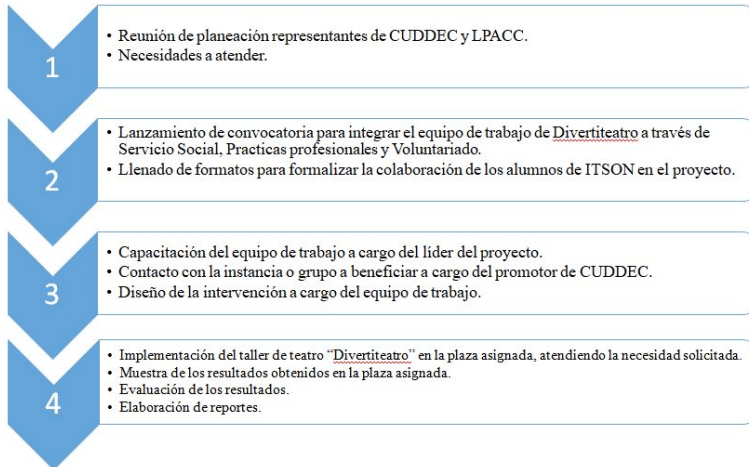 1
• Reunión de planeación representantes de CUDDEC y LPACC.
• Necesidades a atender.
2
• Lanzamiento de convocatoria para integrar el equipo de trabajo de Divertiteatro a través de
Servicio Social, Practicas profesionales y Voluntariado.
• Llenado de formatos para formalizar la colaboración de los alumnos de ITSON en el proyecto.
3
• Capacitación del equipo de trabajo a cargo del líder del proyecto.
• Contacto con la instancia o grupo a beneficiar a cargo del promotor de CUDDEC.
• Diseño de la intervención a cargo del equipo de trabajo.
4
• Implementación del taller de teatro “Divertiteatro” en la plaza asignada, atendiendo la necesidad solicitada.
• Muestra de los resultados obtenidos en la plaza asignada.
• Evaluación de los resultados.
• Elaboración de reportes.